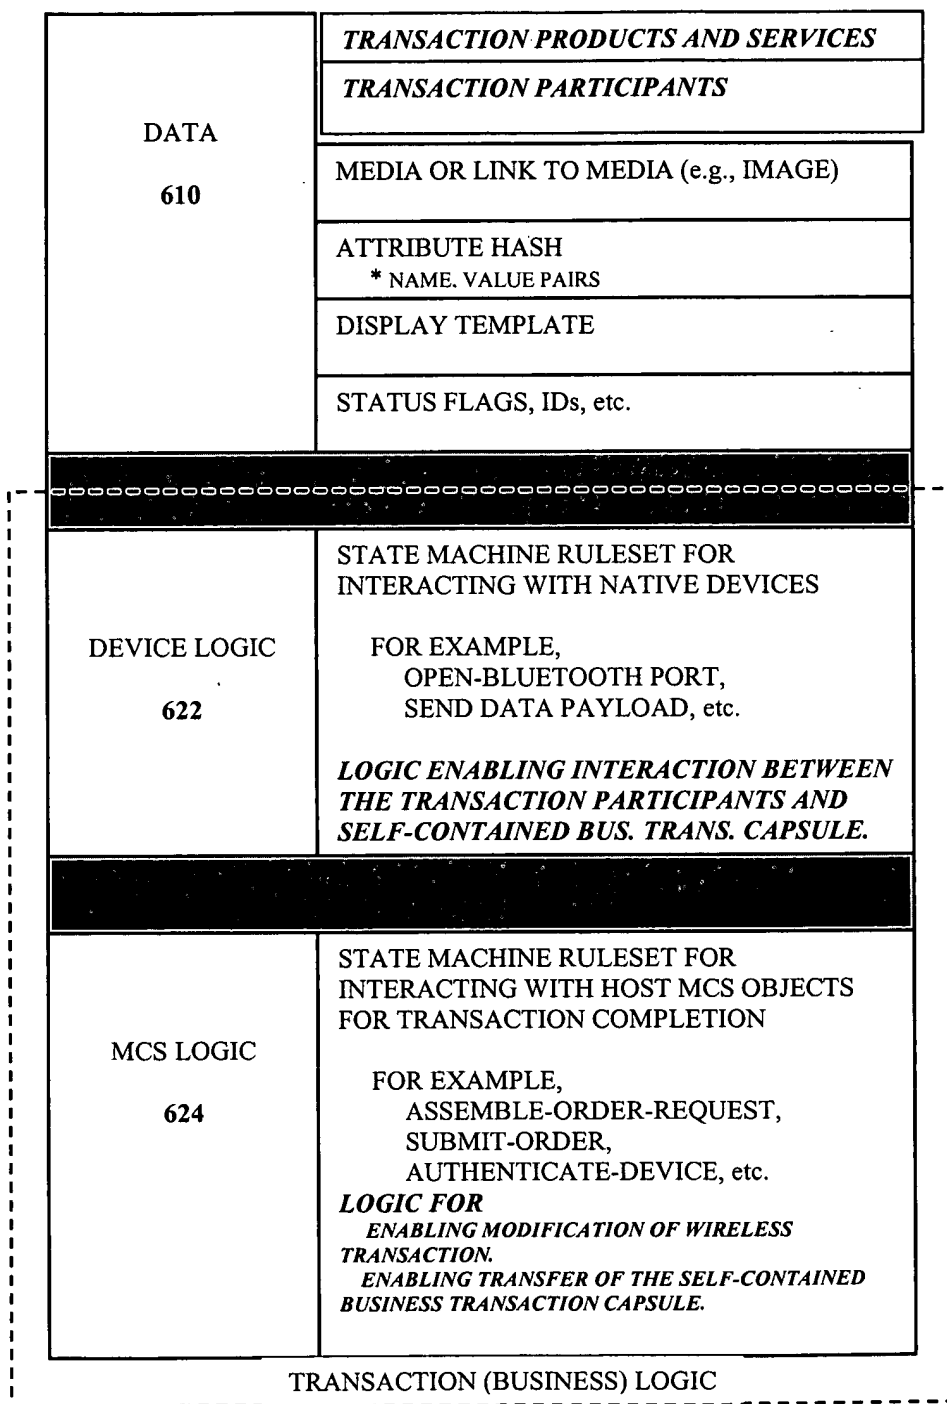 TRANSACTION PRODUCTS AND SERVICES
TRANSACTION PARTICIPANTS
DATA
610
MEDIA OR LINK TO MEDIA (e.g., IMAGE)
ATTRIBUTE HASH
* NAME. VALUE PAIRS
DISPLAY TEMPLATE
STATUS FLAGS, IDs, etc.
DEVICE LOGIC
622
STATE MACHINE RULESET FOR
INTERACTING WITH NATIVE DEVICES
FOR EXAMPLE,
OPEN-BLUETOOTH PORT,
SEND DATA PAYLOAD, etc.
LOGIC ENABLING INTERACTION BETWEEN
THE TRANSACTION PARTICIPANTS AND
SELF-CONTAINED BUS. TRANS. CAPSULE.
MCS LOGIC
624
STATE MACHINE RULESET FOR
INTERACTING WITH HOST MCS OBJECTS
FOR TRANSACTION COMPLETION
FOR EXAMPLE,
ASSEMBLE-ORDER-REQUEST,
SUBMIT-ORDER,
AUTHENTICATE-DEVICE, etc.
LOGIC FOR
ENABLING MODIFICATION OF WIRELESS
TRANSACTION.
ENABLING TRANSFER OF THE SELF-CONTAINED
BUSINESS TRANSACTION CAPSULE.
TRANSACTION (BUSINESS) LOGIC